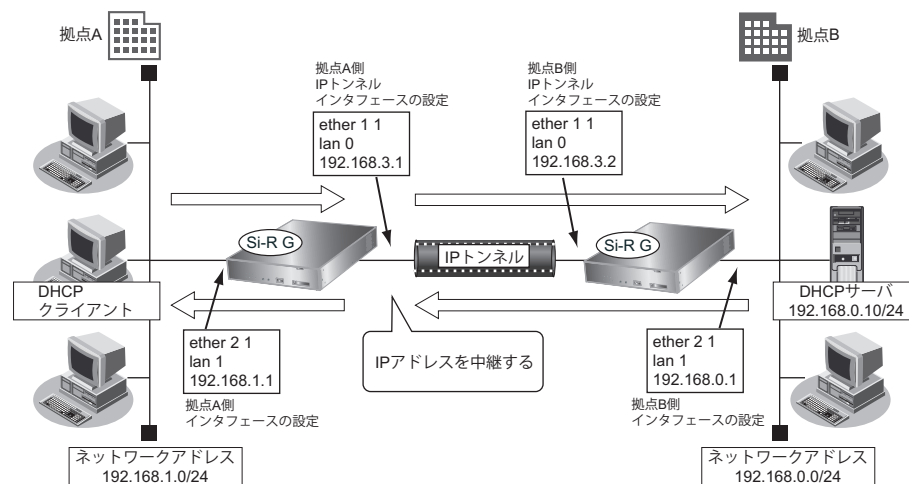 拠点A
拠点B
拠点A側
IPトンネル
インタフェースの設定
ether 1 1
lan 0
192.168.3.1
拠点B側
IPトンネル
インタフェースの設定
ether 1 1
lan 0
192.168.3.2
Si-R G
IPトンネル
Si-R G
DHCP
クライアント
DHCPサーバ
192.168.0.10/24
ether 2 1
lan 1
192.168.1.1
拠点A側
インタフェースの設定
IPアドレスを中継する
ether 2 1
lan 1
192.168.0.1
拠点B側
インタフェースの設定
ネットワークアドレス
192.168.1.0/24
ネットワークアドレス
192.168.0.0/24